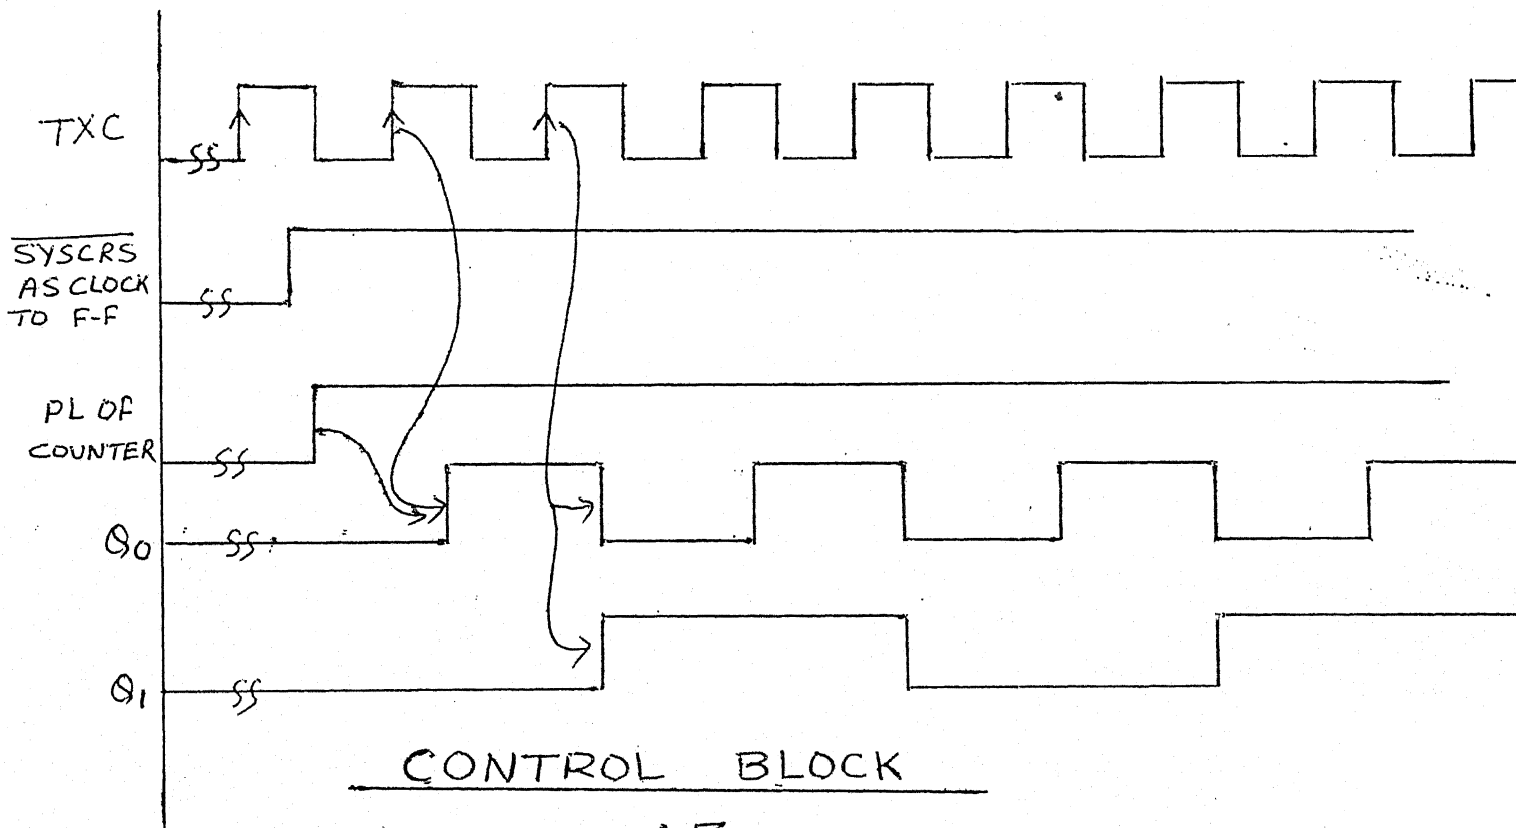 TXC
SYSCRS
AS CLOCK
TO F-F
PL OF
COUNTER
Q0
Q1
CONTROL BLOCK